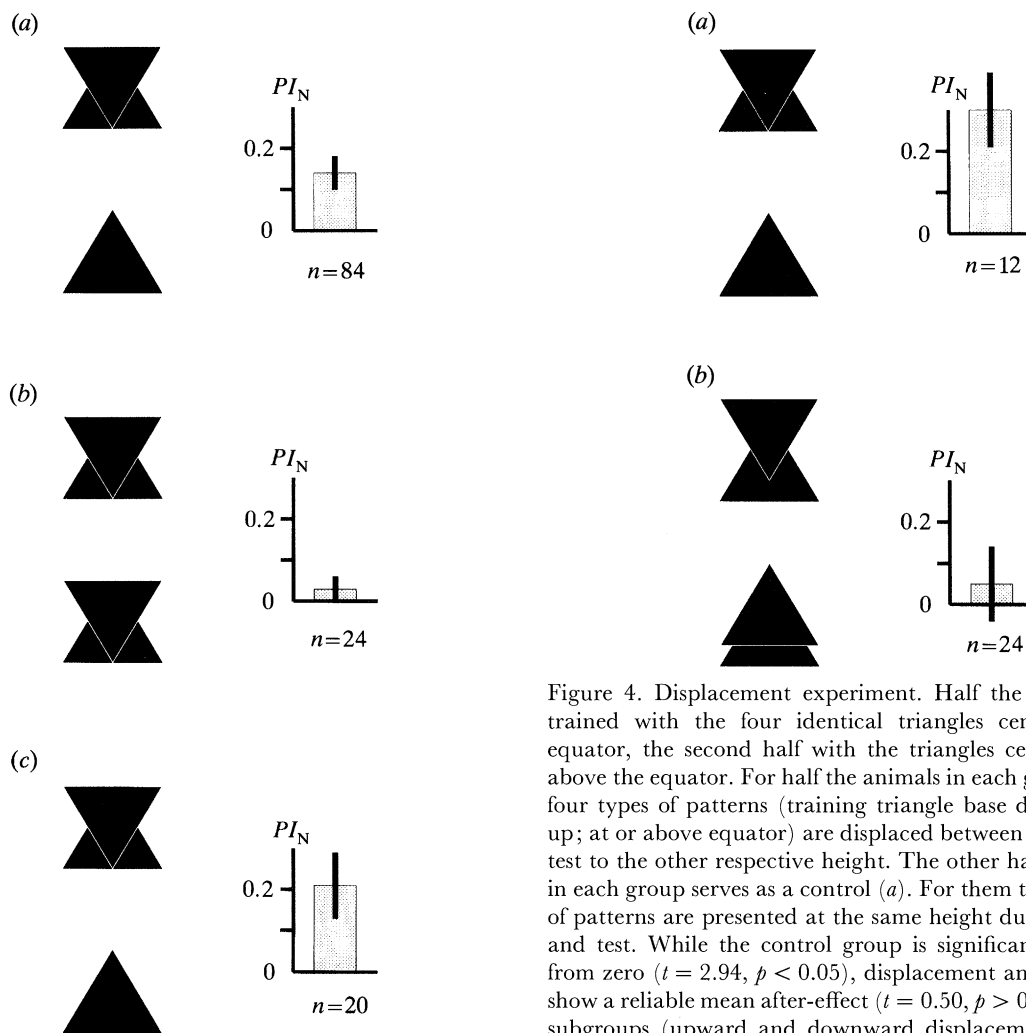 (a)
PI_N
0.2
0
n=84
(b)
PI_N
0.2
0
n=24
(c)
PI_N
0.2
0
n=20
(a)
PI_N
0.2
0
n=12
(b)
PI_N
0.2
0
n=24
Figure 4. Displacement experiment. Half the
trained with the four identical triangles cen
equator, the second half with the triangles ce
above the equator. For half the animals in each g
four types of patterns (training triangle base d
up; at or above equator) are displaced between
test to the other respective height. The other ha
in each group serves as a control (a). For them t
of patterns are presented at the same height du
and test. While the control group is significan
from zero (t = 2.94, p < 0.05), displacement an
show a reliable mean after-effect (t = 0.50, p > 0
subgroups (upward and downward displacem